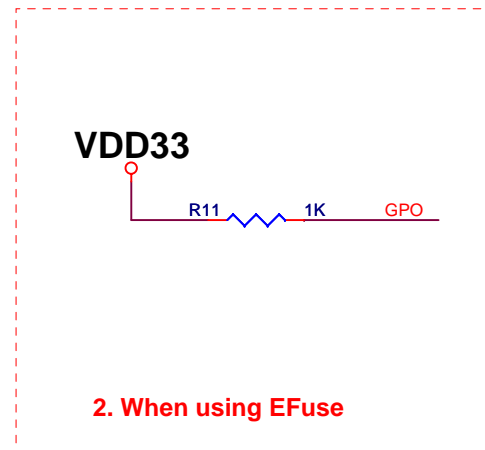 VDD33
R11 1K GPO
2. When using EFuse